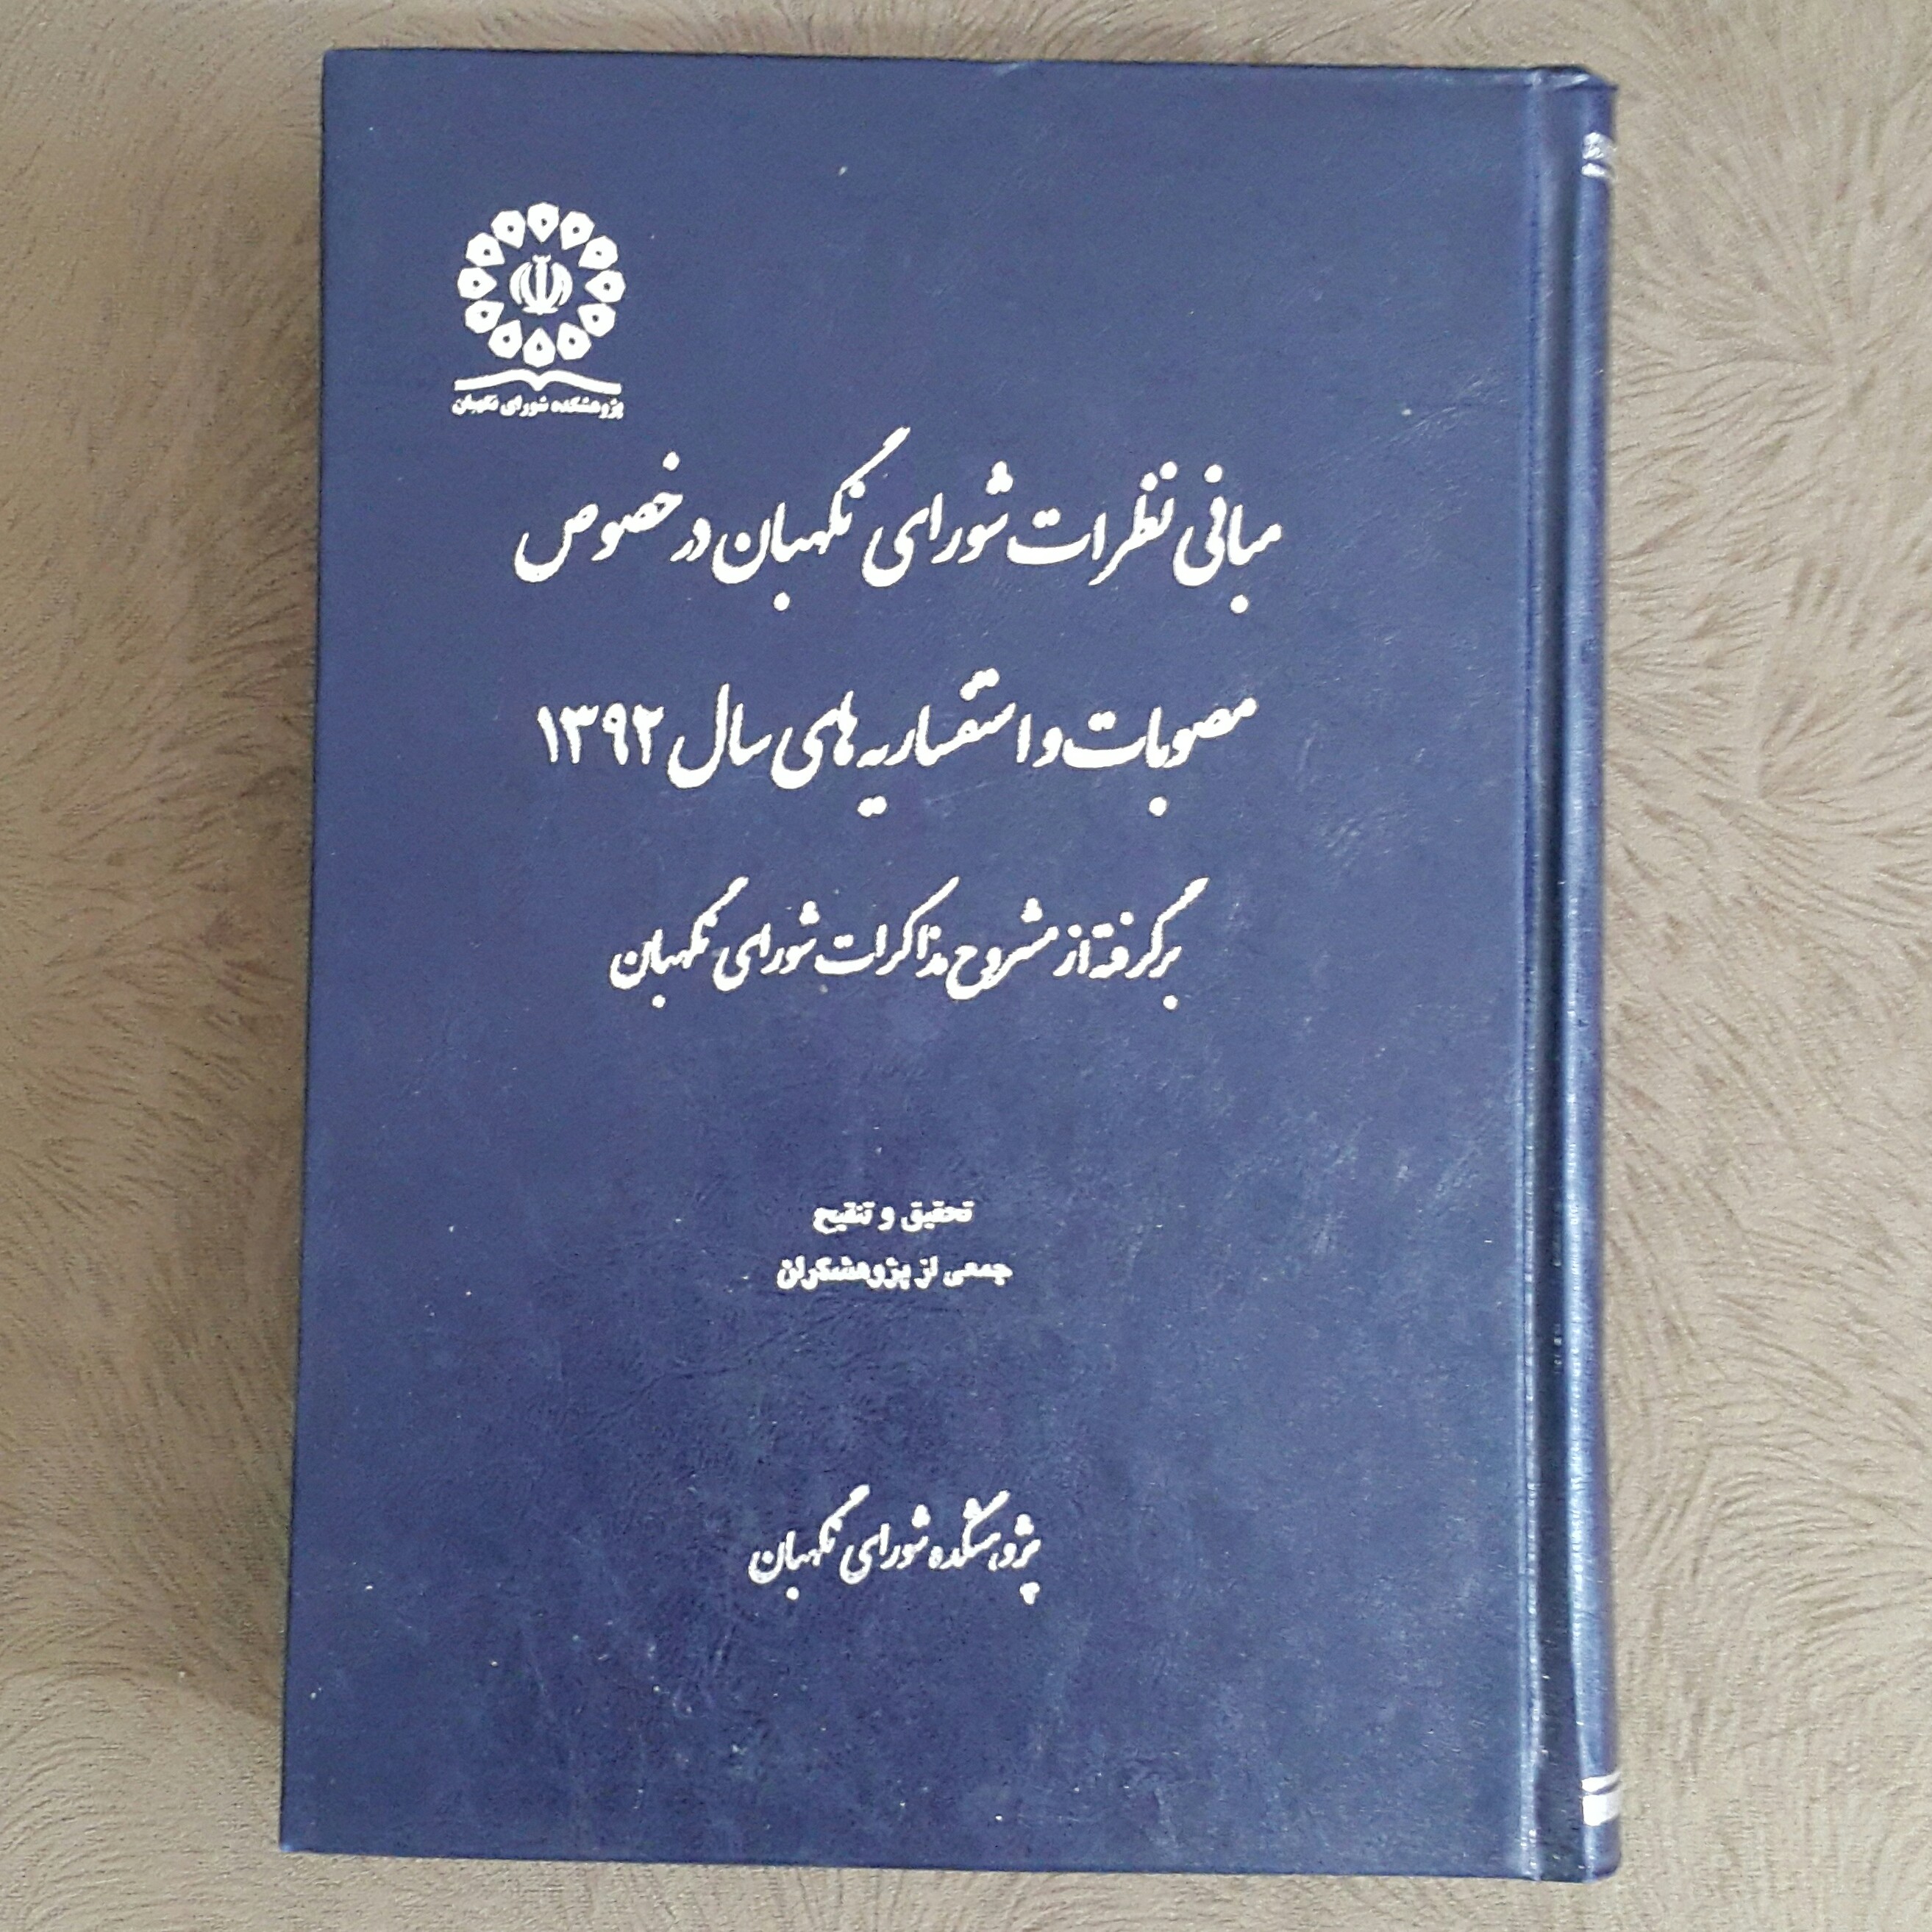 پژوهشکده شورای نگهبان
مبانی نظرات شورای نگهبان در خصوص
مصوبات و استفساریه های سال ۱۳۹۲
برگرفته از مشروح مذاکرات شورای نگهبان
تحقیق و تنقیح
جمعی از پژوهشگران
پژوهشکده شورای نگهبان